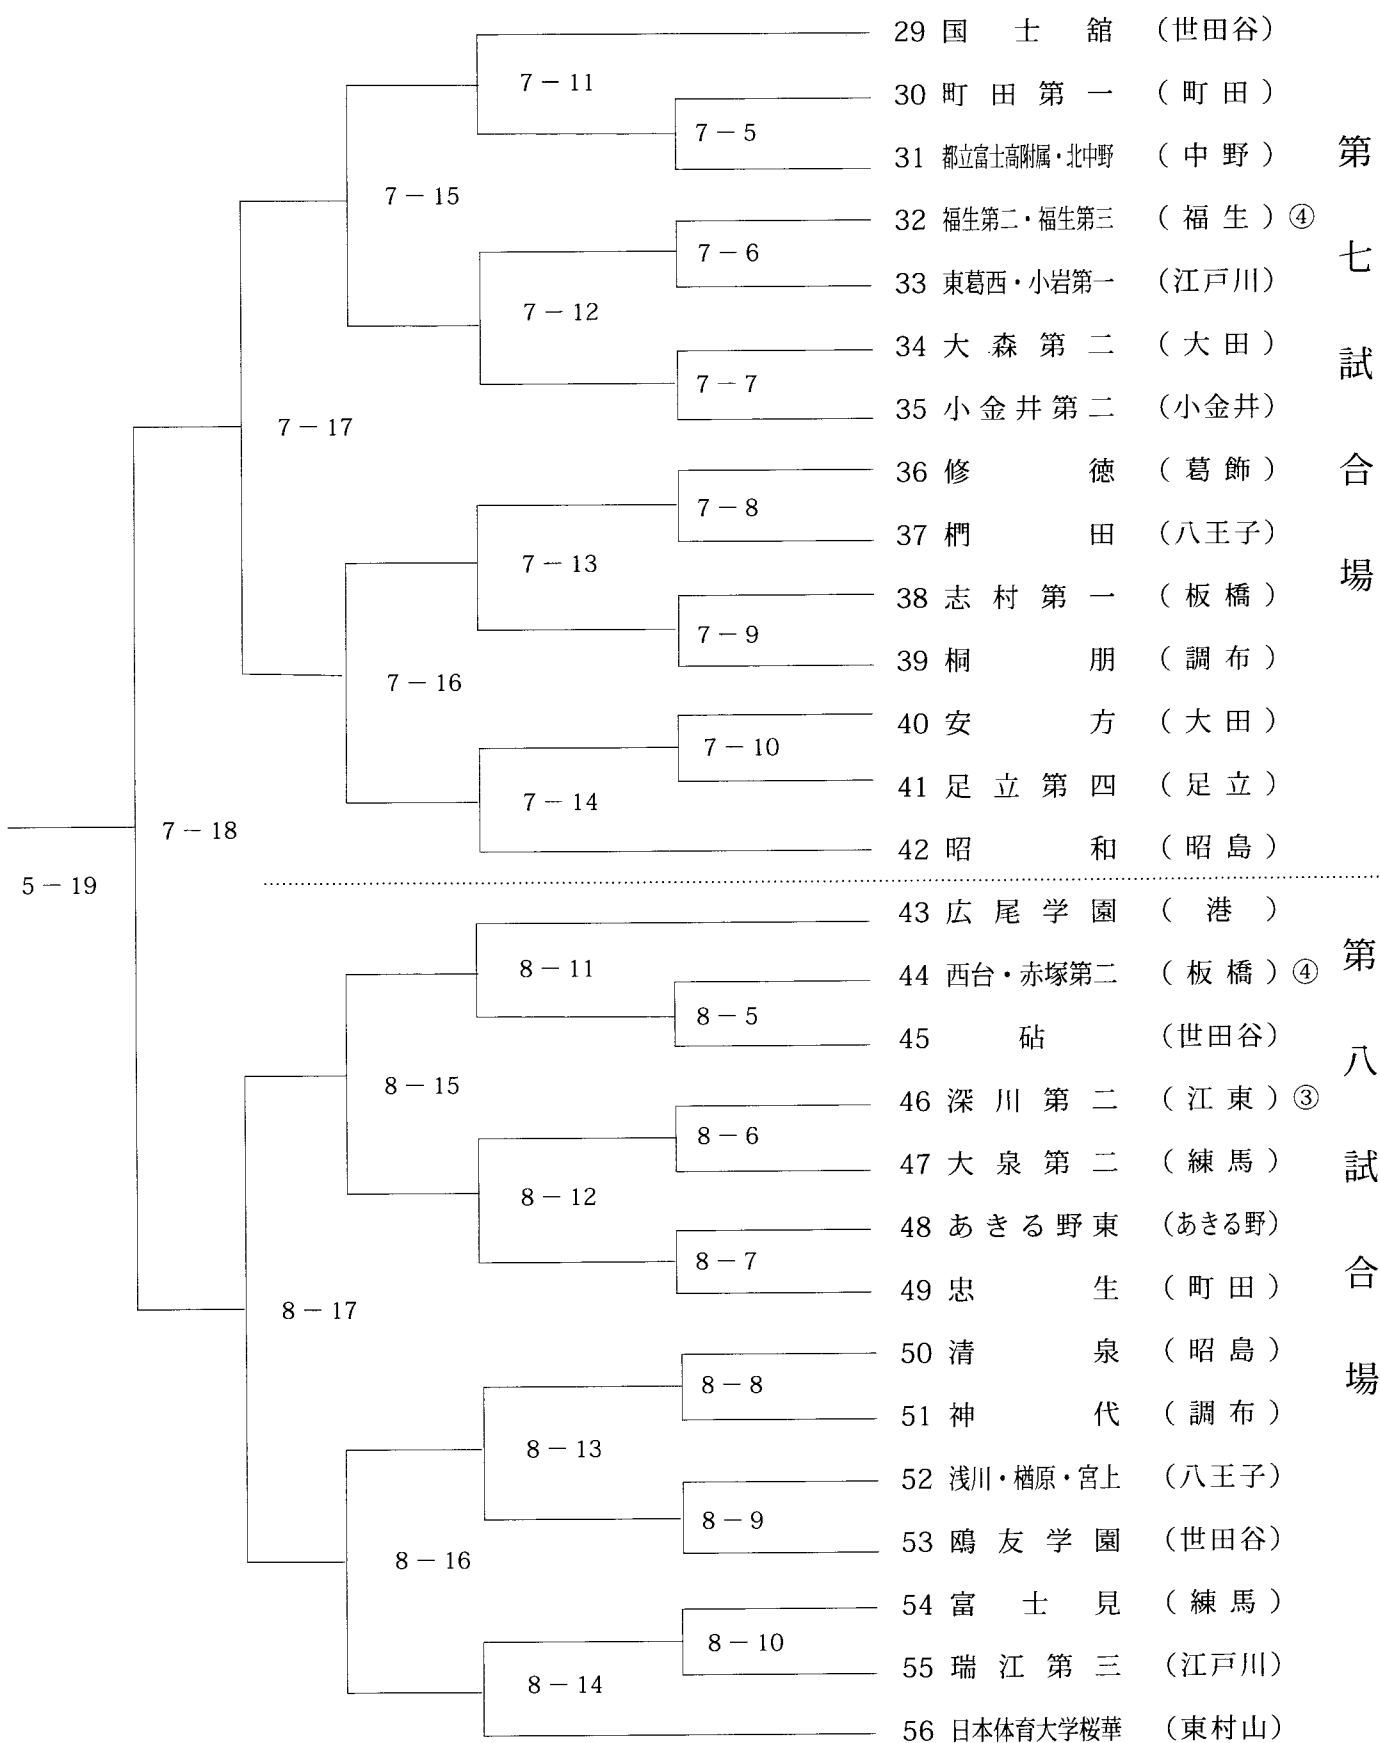 29 国士舘 (世田谷)
7－11
30 町田第一 (町田)
7－5
31 都立富士高附属・北中野 (中野)
7－15
32 福生第二・福生第三 (福生) ④
7－6
33 東葛西・小岩第一 (江戸川)
7－12
34 大森第二 (大田)
7－7
35 小金井第二 (小金井)
7－17
36 修徳 (葛飾)
7－8
37 椚田 (八王子)
7－13
38 志村第一 (板橋)
7－9
39 桐朋 (調布)
7－16
40 安方 (大田)
7－10
41 足立第四 (足立)
7－14
42 昭和 (昭島)
第七試合場
7－18
5－19
43 広尾学園 (港)
8－11
44 西台・赤塚第二 (板橋) ④
8－5
45 砧 (世田谷)
8－15
46 深川第二 (江東) ③
8－6
47 大泉第二 (練馬)
8－12
48 あきる野東 (あきる野)
8－7
49 忠生 (町田)
8－17
50 清泉 (昭島)
8－8
51 神代 (調布)
8－13
52 浅川・楢原・宮上 (八王子)
8－9
53 鴎友学園 (世田谷)
8－16
54 富士見 (練馬)
8－10
55 瑞江第三 (江戸川)
8－14
56 日本体育大学桜華 (東村山)
第八試合場